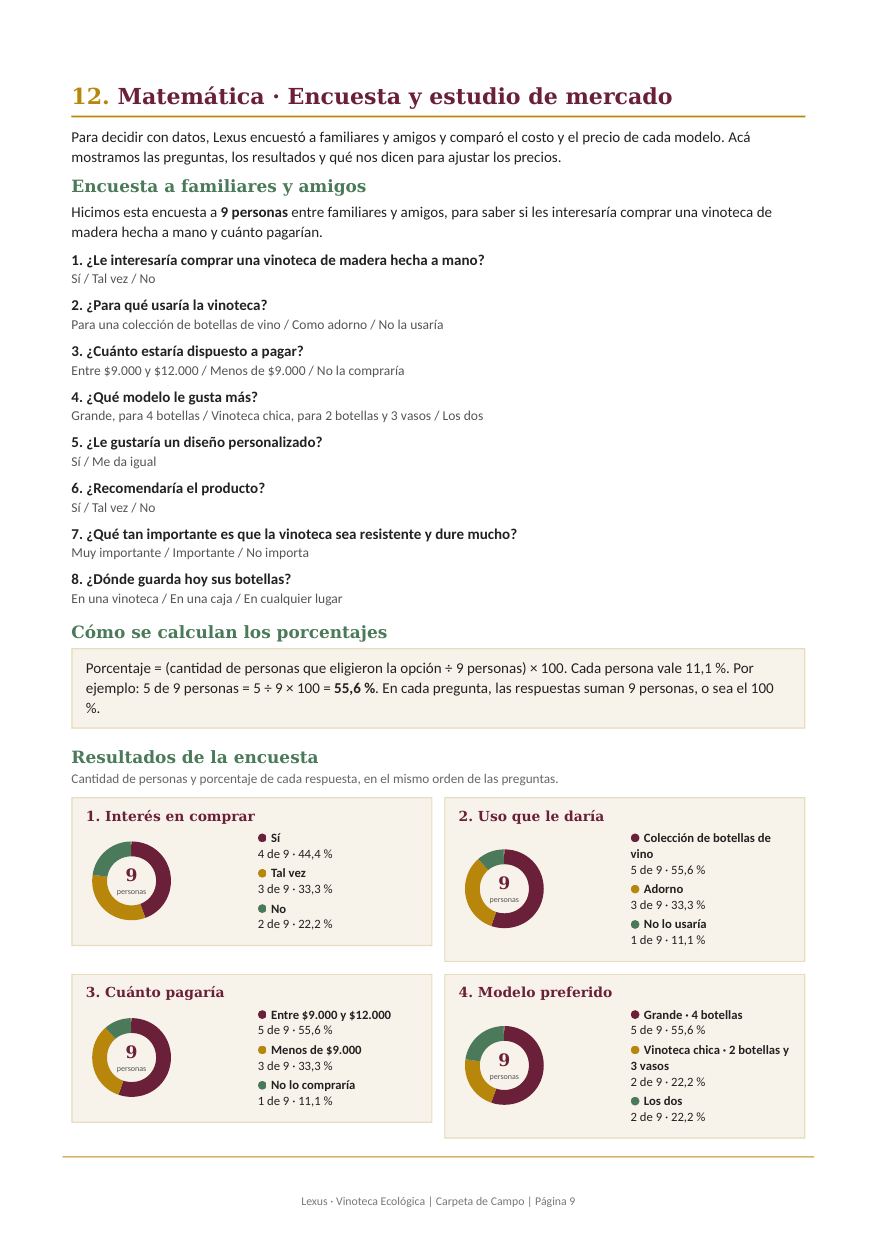 12. Matemática · Encuesta y estudio de mercado
Para decidir con datos, Lexus encuestó a familiares y amigos y comparó el costo y el precio de cada modelo. Acá
mostramos las preguntas, los resultados y qué nos dicen para ajustar los precios.
Encuesta a familiares y amigos
Hicimos esta encuesta a 9 personas entre familiares y amigos, para saber si les interesaría comprar una vinoteca de
madera hecha a mano y cuánto pagarían.
1. ¿Le interesaría comprar una vinoteca de madera hecha a mano?
Sí / Tal vez / No
2. ¿Para qué usaría la vinoteca?
Para una colección de botellas de vino / Como adorno / No la usaría
3. ¿Cuánto estaría dispuesto a pagar?
Entre $9.000 y $12.000 / Menos de $9.000 / No la compraría
4. ¿Qué modelo le gusta más?
Grande, para 4 botellas / Vinoteca chica, para 2 botellas y 3 vasos / Los dos
5. ¿Le gustaría un diseño personalizado?
Sí / Me da igual
6. ¿Recomendaría el producto?
Sí / Tal vez / No
7. ¿Qué tan importante es que la vinoteca sea resistente y dure mucho?
Muy importante / Importante / No importa
8. ¿Dónde guarda hoy sus botellas?
En una vinoteca / En una caja / En cualquier lugar
Cómo se calculan los porcentajes
Porcentaje = (cantidad de personas que eligieron la opción ÷ 9 personas) × 100. Cada persona vale 11,1 %. Por
ejemplo: 5 de 9 personas = 5 ÷ 9 × 100 = 55,6 %. En cada pregunta, las respuestas suman 9 personas, o sea el 100
%.
Resultados de la encuesta
Cantidad de personas y porcentaje de cada respuesta, en el mismo orden de las preguntas.
1. Interés en comprar
9
personas
Sí
4 de 9 · 44,4 %
Tal vez
3 de 9 · 33,3 %
No
2 de 9 · 22,2 %
2. Uso que le daría
9
personas
Colección de botellas de
vino
5 de 9 · 55,6 %
Adorno
3 de 9 · 33,3 %
No lo usaría
1 de 9 · 11,1 %
3. Cuánto pagaría
9
personas
Entre $9.000 y $12.000
5 de 9 · 55,6 %
Menos de $9.000
3 de 9 · 33,3 %
No lo compraría
1 de 9 · 11,1 %
4. Modelo preferido
9
personas
Grande · 4 botellas
5 de 9 · 55,6 %
Vinoteca chica · 2 botellas y
3 vasos
2 de 9 · 22,2 %
Los dos
2 de 9 · 22,2 %
Lexus · Vinoteca Ecológica | Carpeta de Campo | Página 9